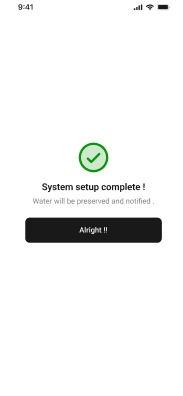 9:41
System setup complete !
Water will be preserved and notified .
Alright !!